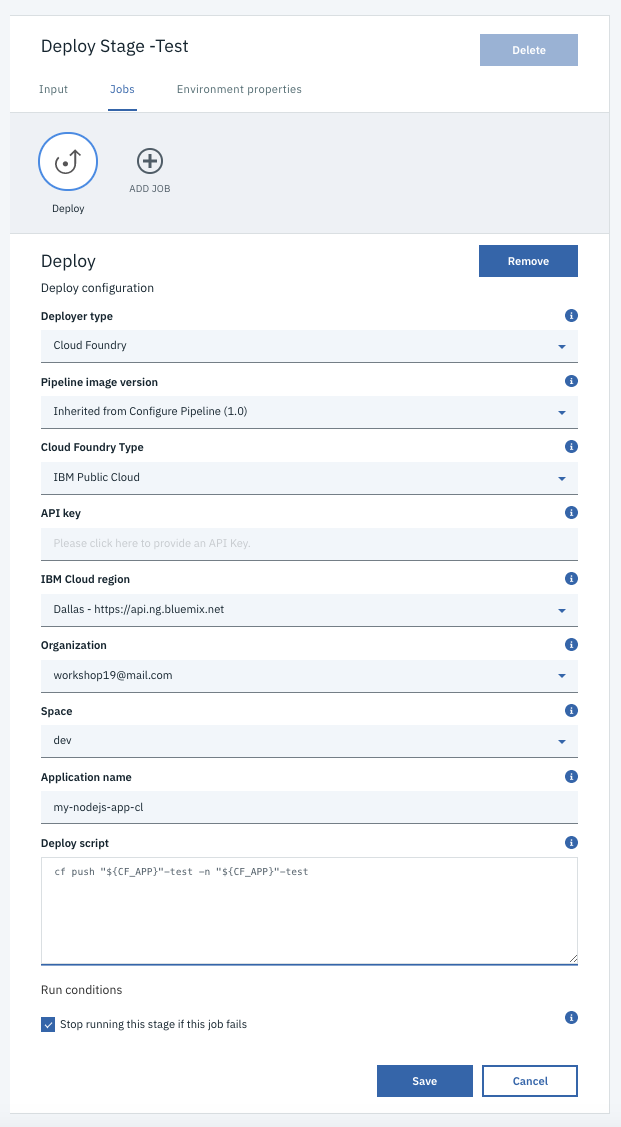 Deploy Stage -Test
Delete
Input
Jobs
Environment properties
Deploy
ADD JOB
Deploy
Remove
Deploy configuration
Deployer type
Cloud Foundry
Pipeline image version
Inherited from Configure Pipeline (1.0)
Cloud Foundry Type
IBM Public Cloud
API key
Please click here to provide an API Key.
IBM Cloud region
Dallas - https://api.ng.bluemix.net
Organization
workshop19@mail.com
Space
dev
Application name
my-nodejs-app-cl
Deploy script
cf push "${CF_APP}"-test -n "${CF_APP}"-test
Run conditions
Stop running this stage if this job fails
Save
Cancel